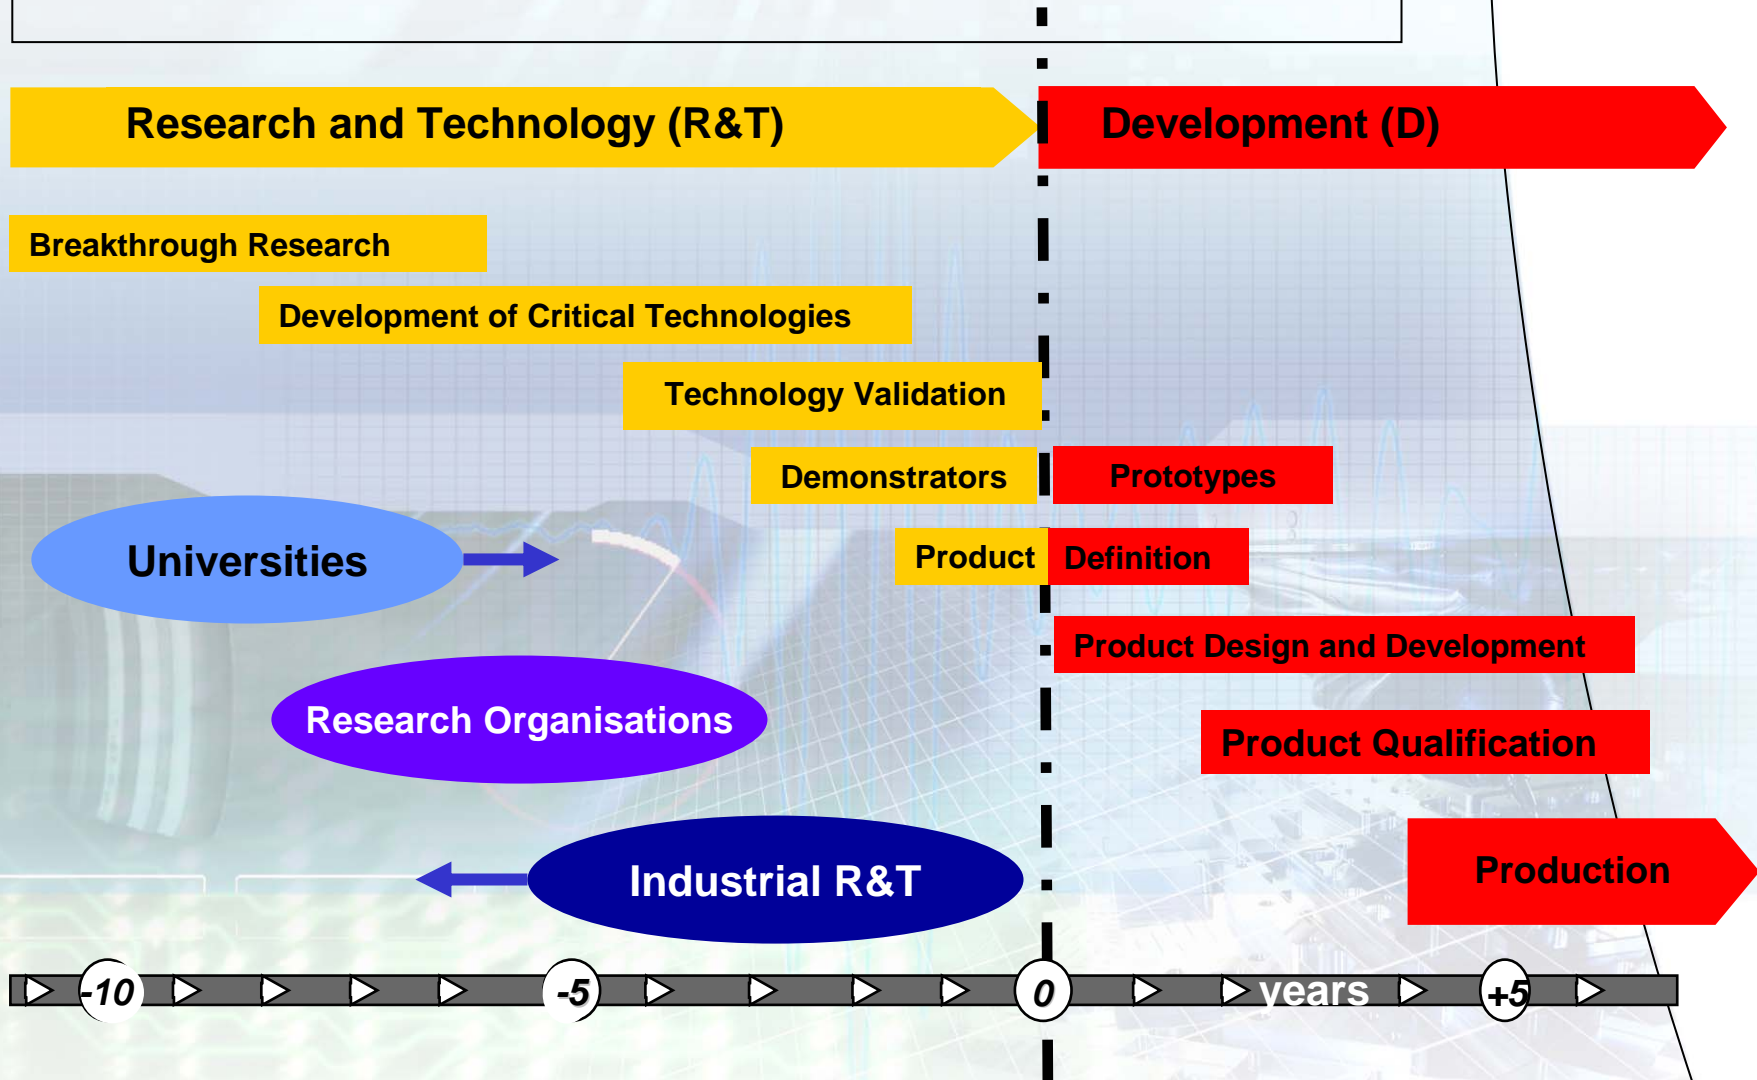 Research and Technology (R&T)
Development (D)
Breakthrough Research
Development of Critical Technologies
Technology Validation
Demonstrators
Prototypes
Product Definition
Universities
Product Design and Development
Research Organisations
Product Qualification
Industrial R&T
Production
-10
-5
0
years
+5